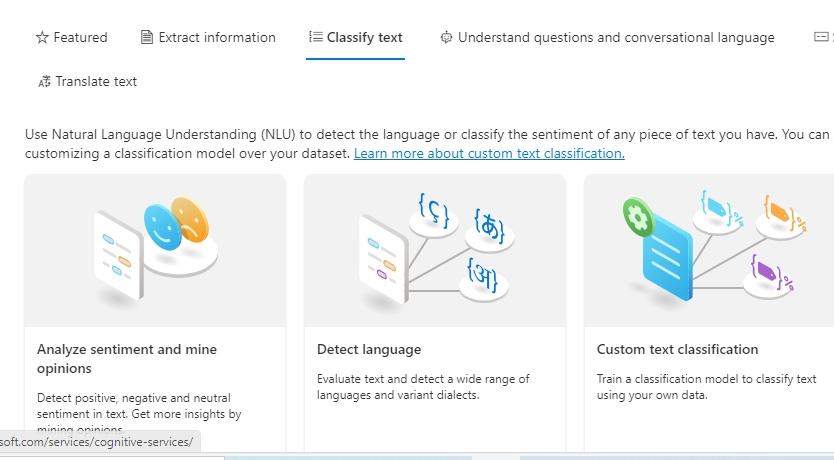 Featured
Extract information
Classify text
Understand questions and conversational language
Translate text
Use Natural Language Understanding (NLU) to detect the language or classify the sentiment of any piece of text you have. You can
customizing a classification model over your dataset. Learn more about custom text classification.
{ς}
{あ}
{अ}
%
%
%
Analyze sentiment and mine
opinions
Detect positive, negative and neutral
sentiment in text. Get more insights by
mining opinions
Detect language
Evaluate text and detect a wide range of
languages and variant dialects.
Custom text classification
Train a classification model to classify text
using your own data.
soft.com/services/cognitive-services/